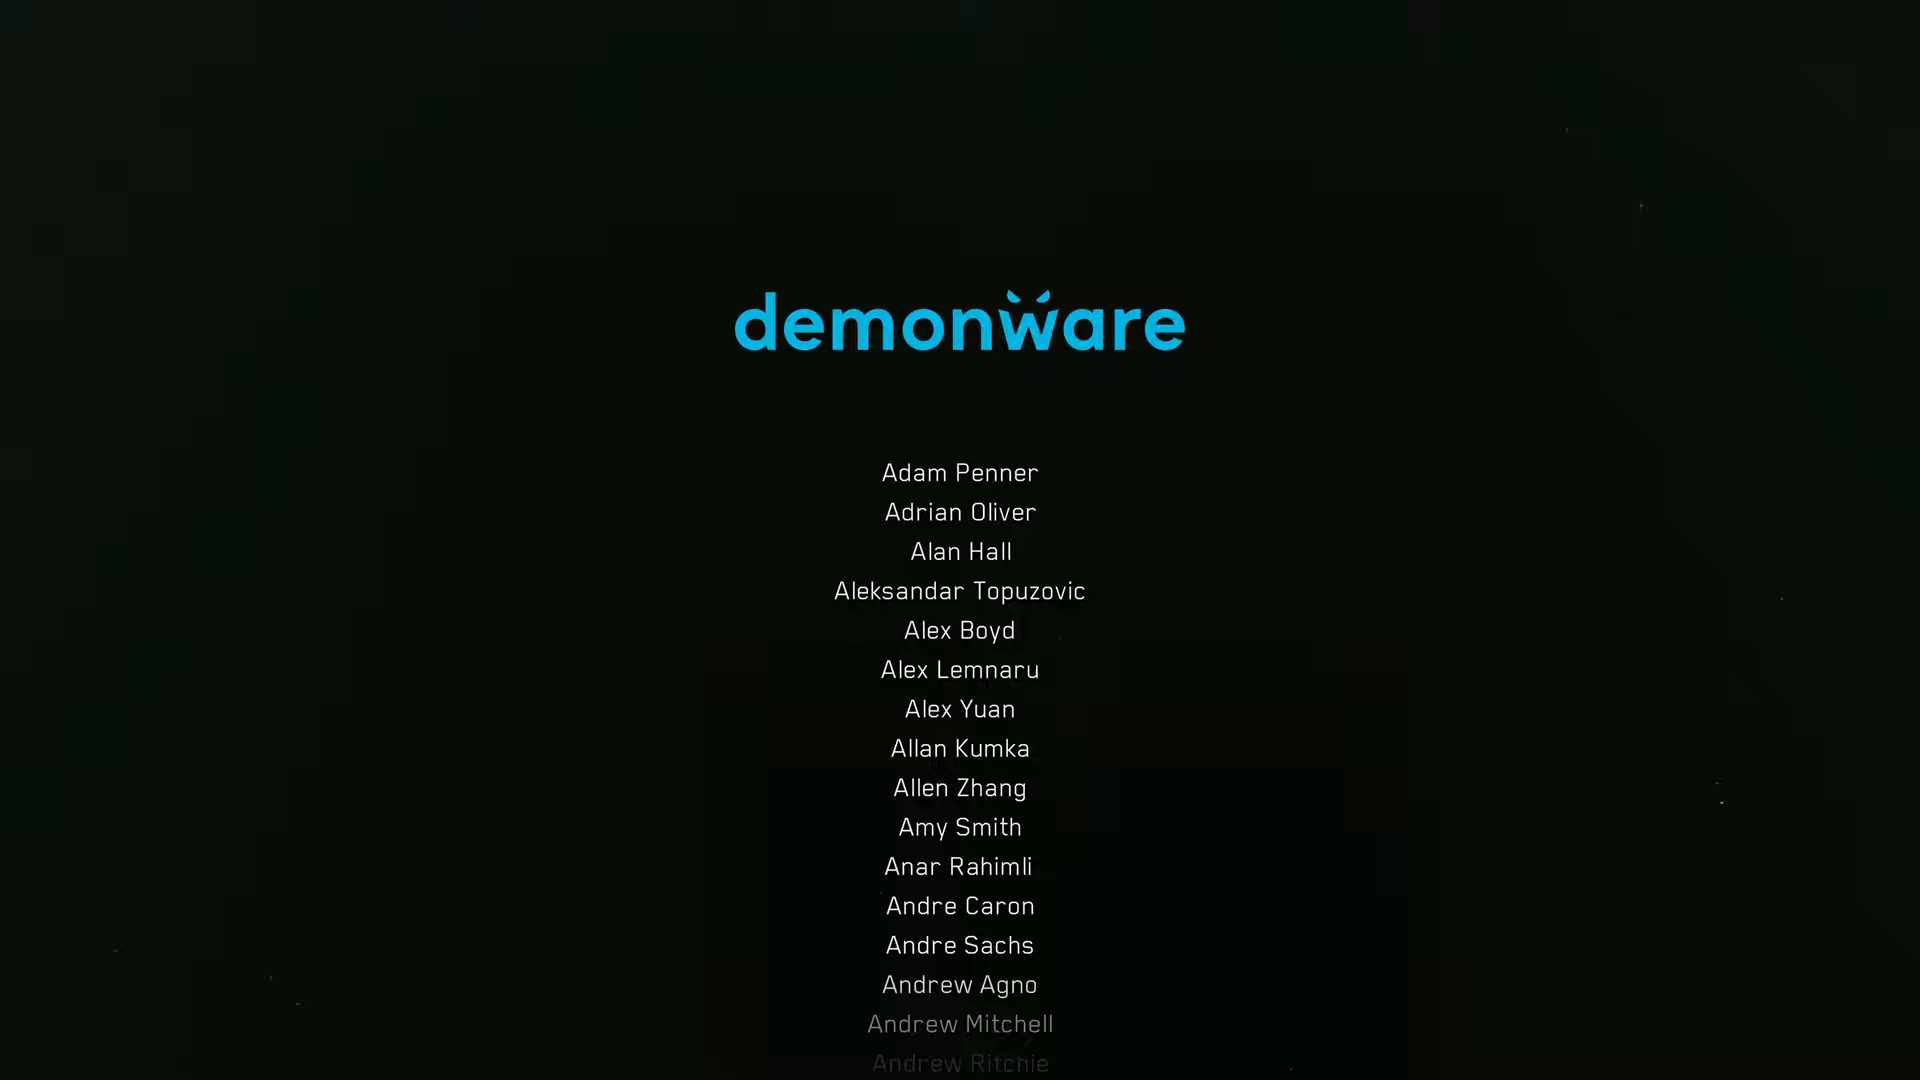 demonware
Adam Penner
Adrian Oliver
Alan Hall
Aleksandar Topuzovic
Alex Boyd
Alex Lemnaru
Alex Yuan
Allan Kumka
Allen Zhang
Amy Smith
Anar Rahimli
Andre Caron
Andre Sachs
Andrew Agno
Andrew Mitchell
Andrew Ritchie